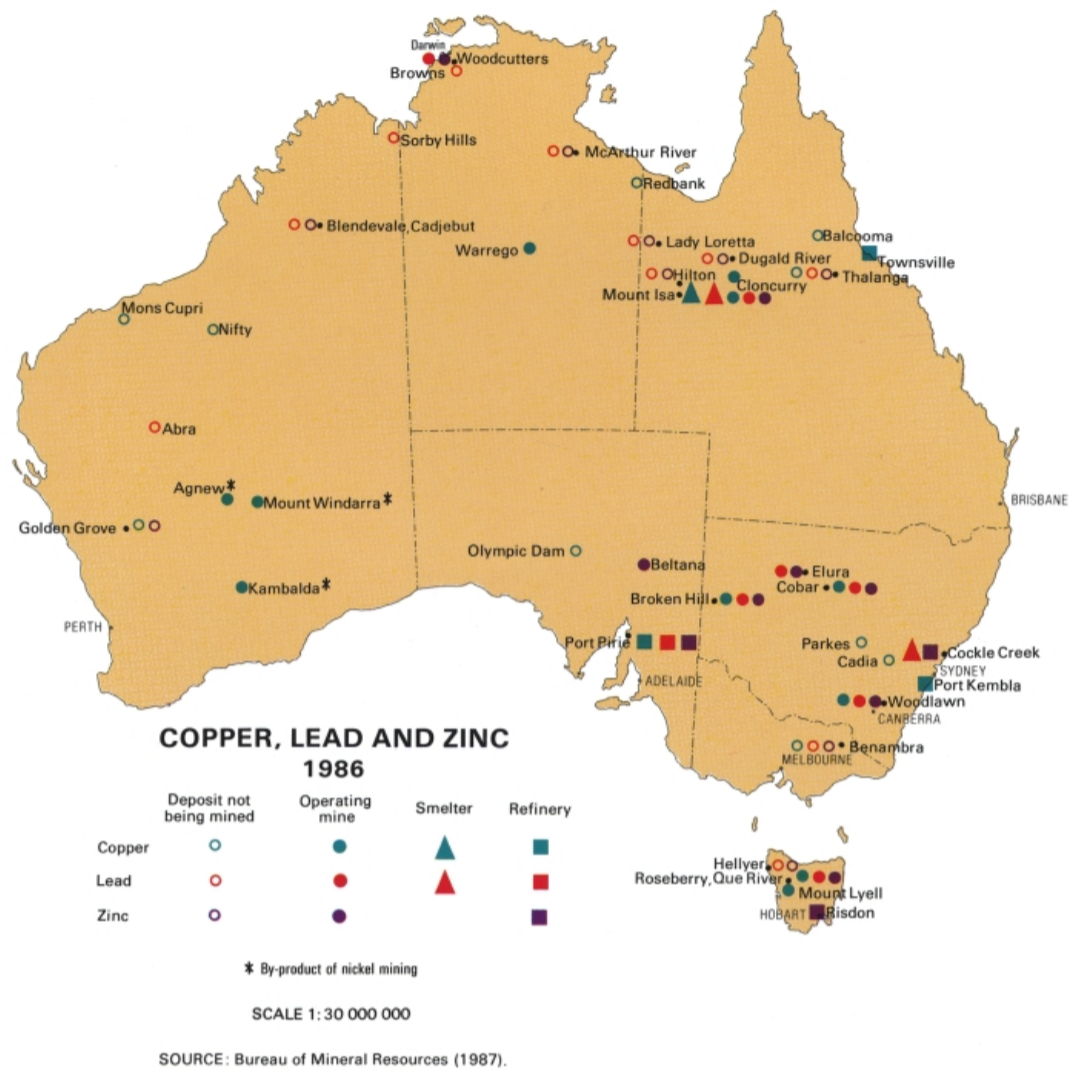 Darwin
Woodcutters
Browns
Sorby Hills
McArthur River
Redbank
Blendevale, Cadjebut
Warrego
Lady Loretta
Balcooma
Dugald River
Townsville
Hilton
Thalanga
Cloncurry
Mount Isa
Mons Cupri
Nifty
Abra
Agnew*
Mount Windarra*
BRISBANE
Golden Grove
Olympic Dam
Beltana
Elura
Kambalda*
Cobar
Broken Hill
PERTH
Port Pirie
Parkes
Cockle Creek
Cadia
SYDNEY
ADELAIDE
Port Kembla
Woodlawn
CANBERRA
Benambra
MELBOURNE
COPPER, LEAD AND ZINC
1986
Deposit not
being mined
Operating
mine
Smelter
Refinery
Copper
Lead
Zinc
Hellyer
Roseberry, Que River
Mount Lyell
HOBART
Risdon
* By-product of nickel mining
SCALE 1:30 000 000
SOURCE: Bureau of Mineral Resources (1987).